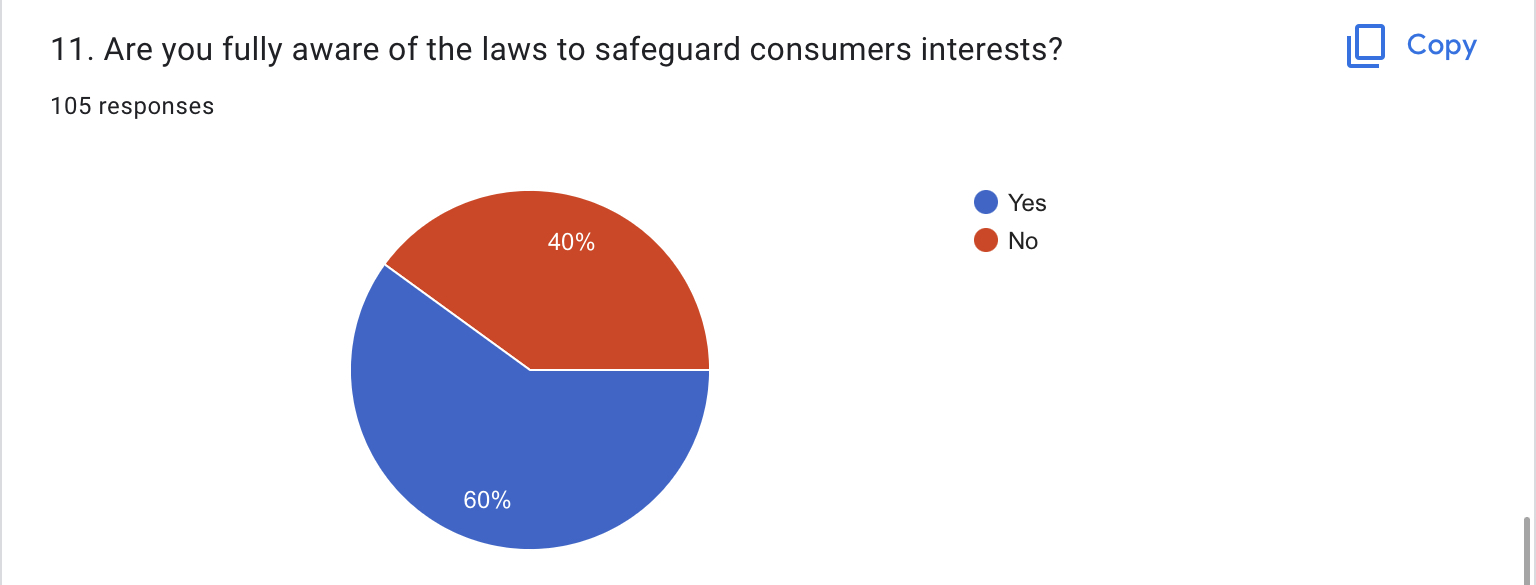 11. Are you fully aware of the laws to safeguard consumers interests?
Copy
105 responses
Yes
No
40%
60%